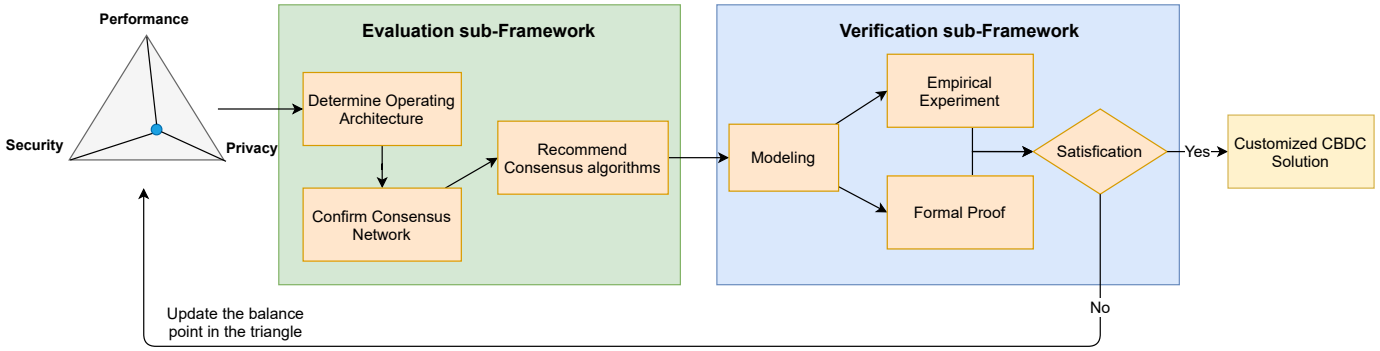 Performance
Security
Privacy
Evaluation sub-Framework
Determine Operating
Architecture
Confirm Consensus
Network
Recommend
Consensus algorithms
Verification sub-Framework
Modeling
Empirical
Experiment
Formal Proof
Satisfication
Yes
Customized CBDC
Solution
No
Update the balance
point in the triangle